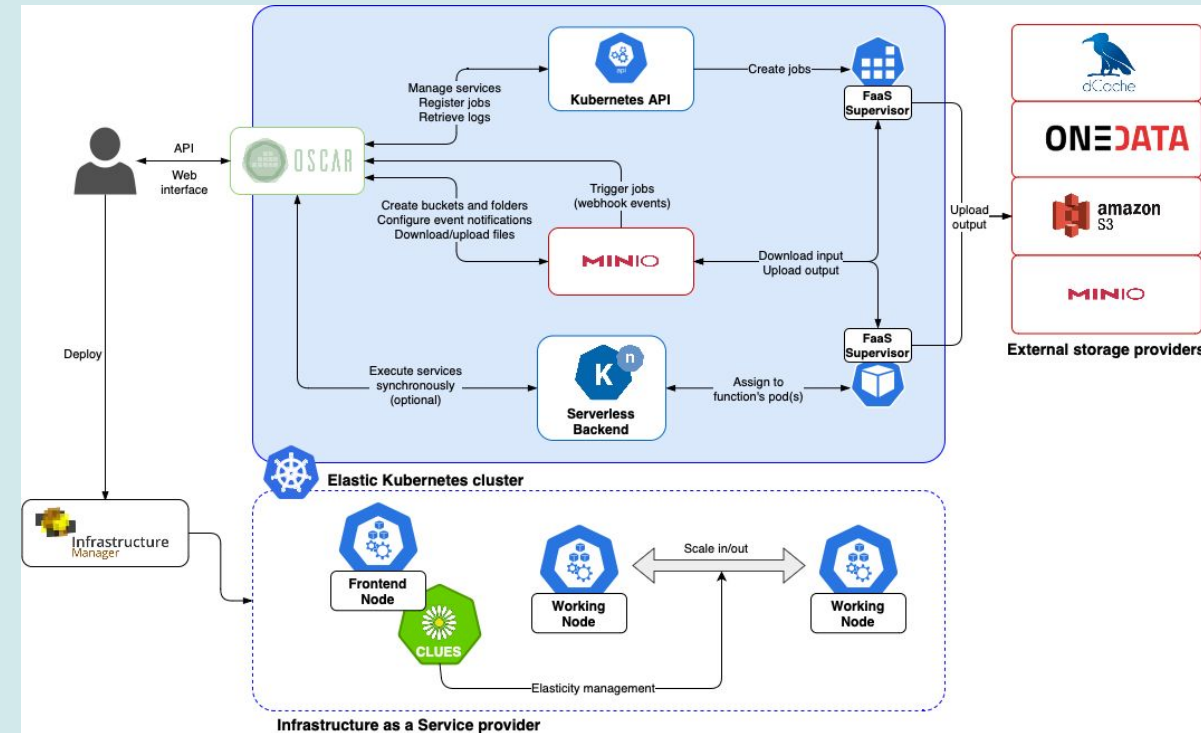 api
Kubernetes API
Create jobs
FaaS
Supervisor
dCache
ONEDATA
amazon
S3
MINIO
External storage providers
Manage services
Register jobs
Retrieve logs
API
Web
interface
OSCAR
Trigger jobs
(webhook events)
Create buckets and folders
Configure event notifications
Download/upload files
MINIO
Download input
Upload output
Upload
output
FaaS
Supervisor
Deploy
Execute services
synchronously
(optional)
K
n
Serverless
Backend
Assign to
function's pod(s)
Elastic Kubernetes cluster
Infrastructure
Manager
Frontend
Node
CLUES
Working
Node
Scale in/out
Working
Node
Elasticity management
Infrastructure as a Service provider